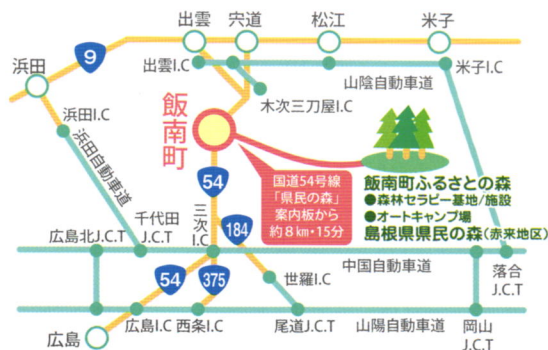 出雲
宍道
松江
米子
9
浜田
出雲I.C
山陰自動車道
米子I.C
木次三刀屋I.C
浜田I.C
浜田自動車道
飯南町
国道54号線
「県民の森」
案内板から
約8km・15分
飯南町ふるさとの森
●森林セラピー基地/施設
●オートキャンプ場
島根県県民の森(赤来地区)
54
184
三次
I.C
千代田
J.C.T
広島北J.C.T
中国自動車道
落合
J.C.T
世羅I.C
54
375
広島
広島I.C
西条I.C
尾道J.C.T
山陽自動車道
岡山
J.C.T